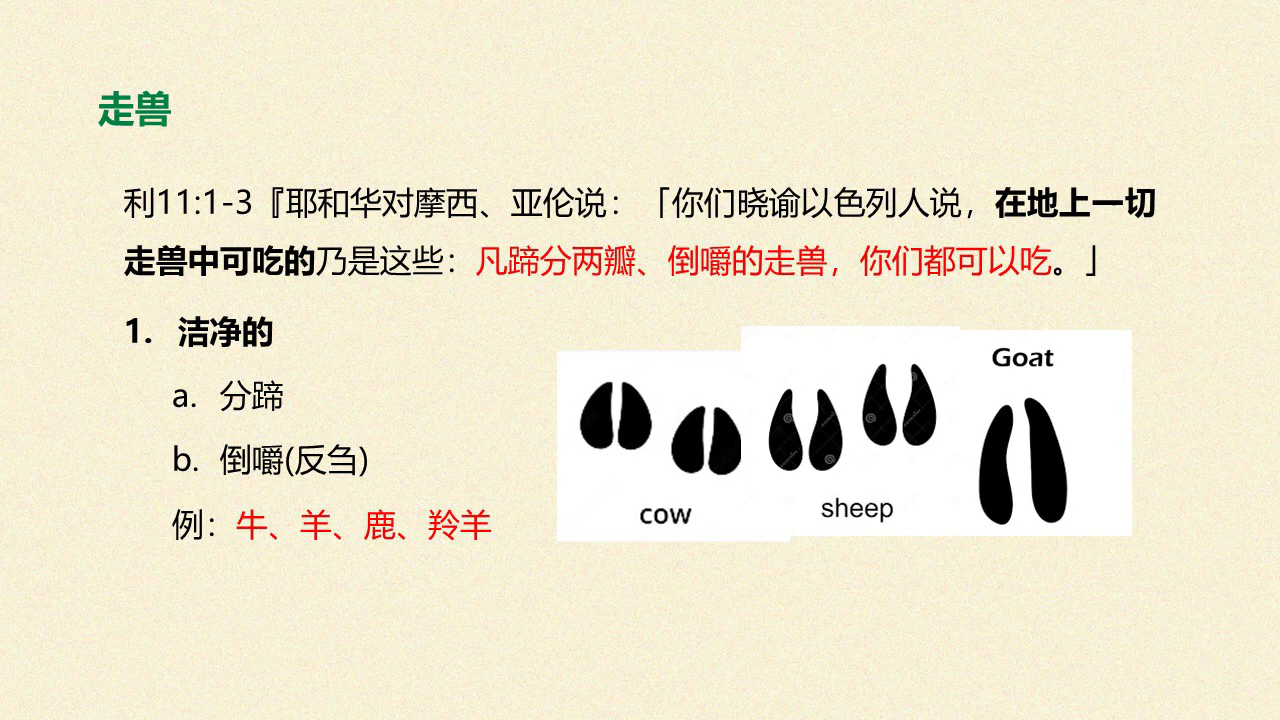 走兽
利11:1-3『耶和华对摩西、亚伦说：「你们晓谕以色列人说，在地上一切
走兽中可吃的乃是这些：凡蹄分两瓣、倒嚼的走兽，你们都可以吃。」
1. 洁净的
a. 分蹄
b. 倒嚼(反刍)
例：牛、羊、鹿、羚羊
cow
sheep
Goat